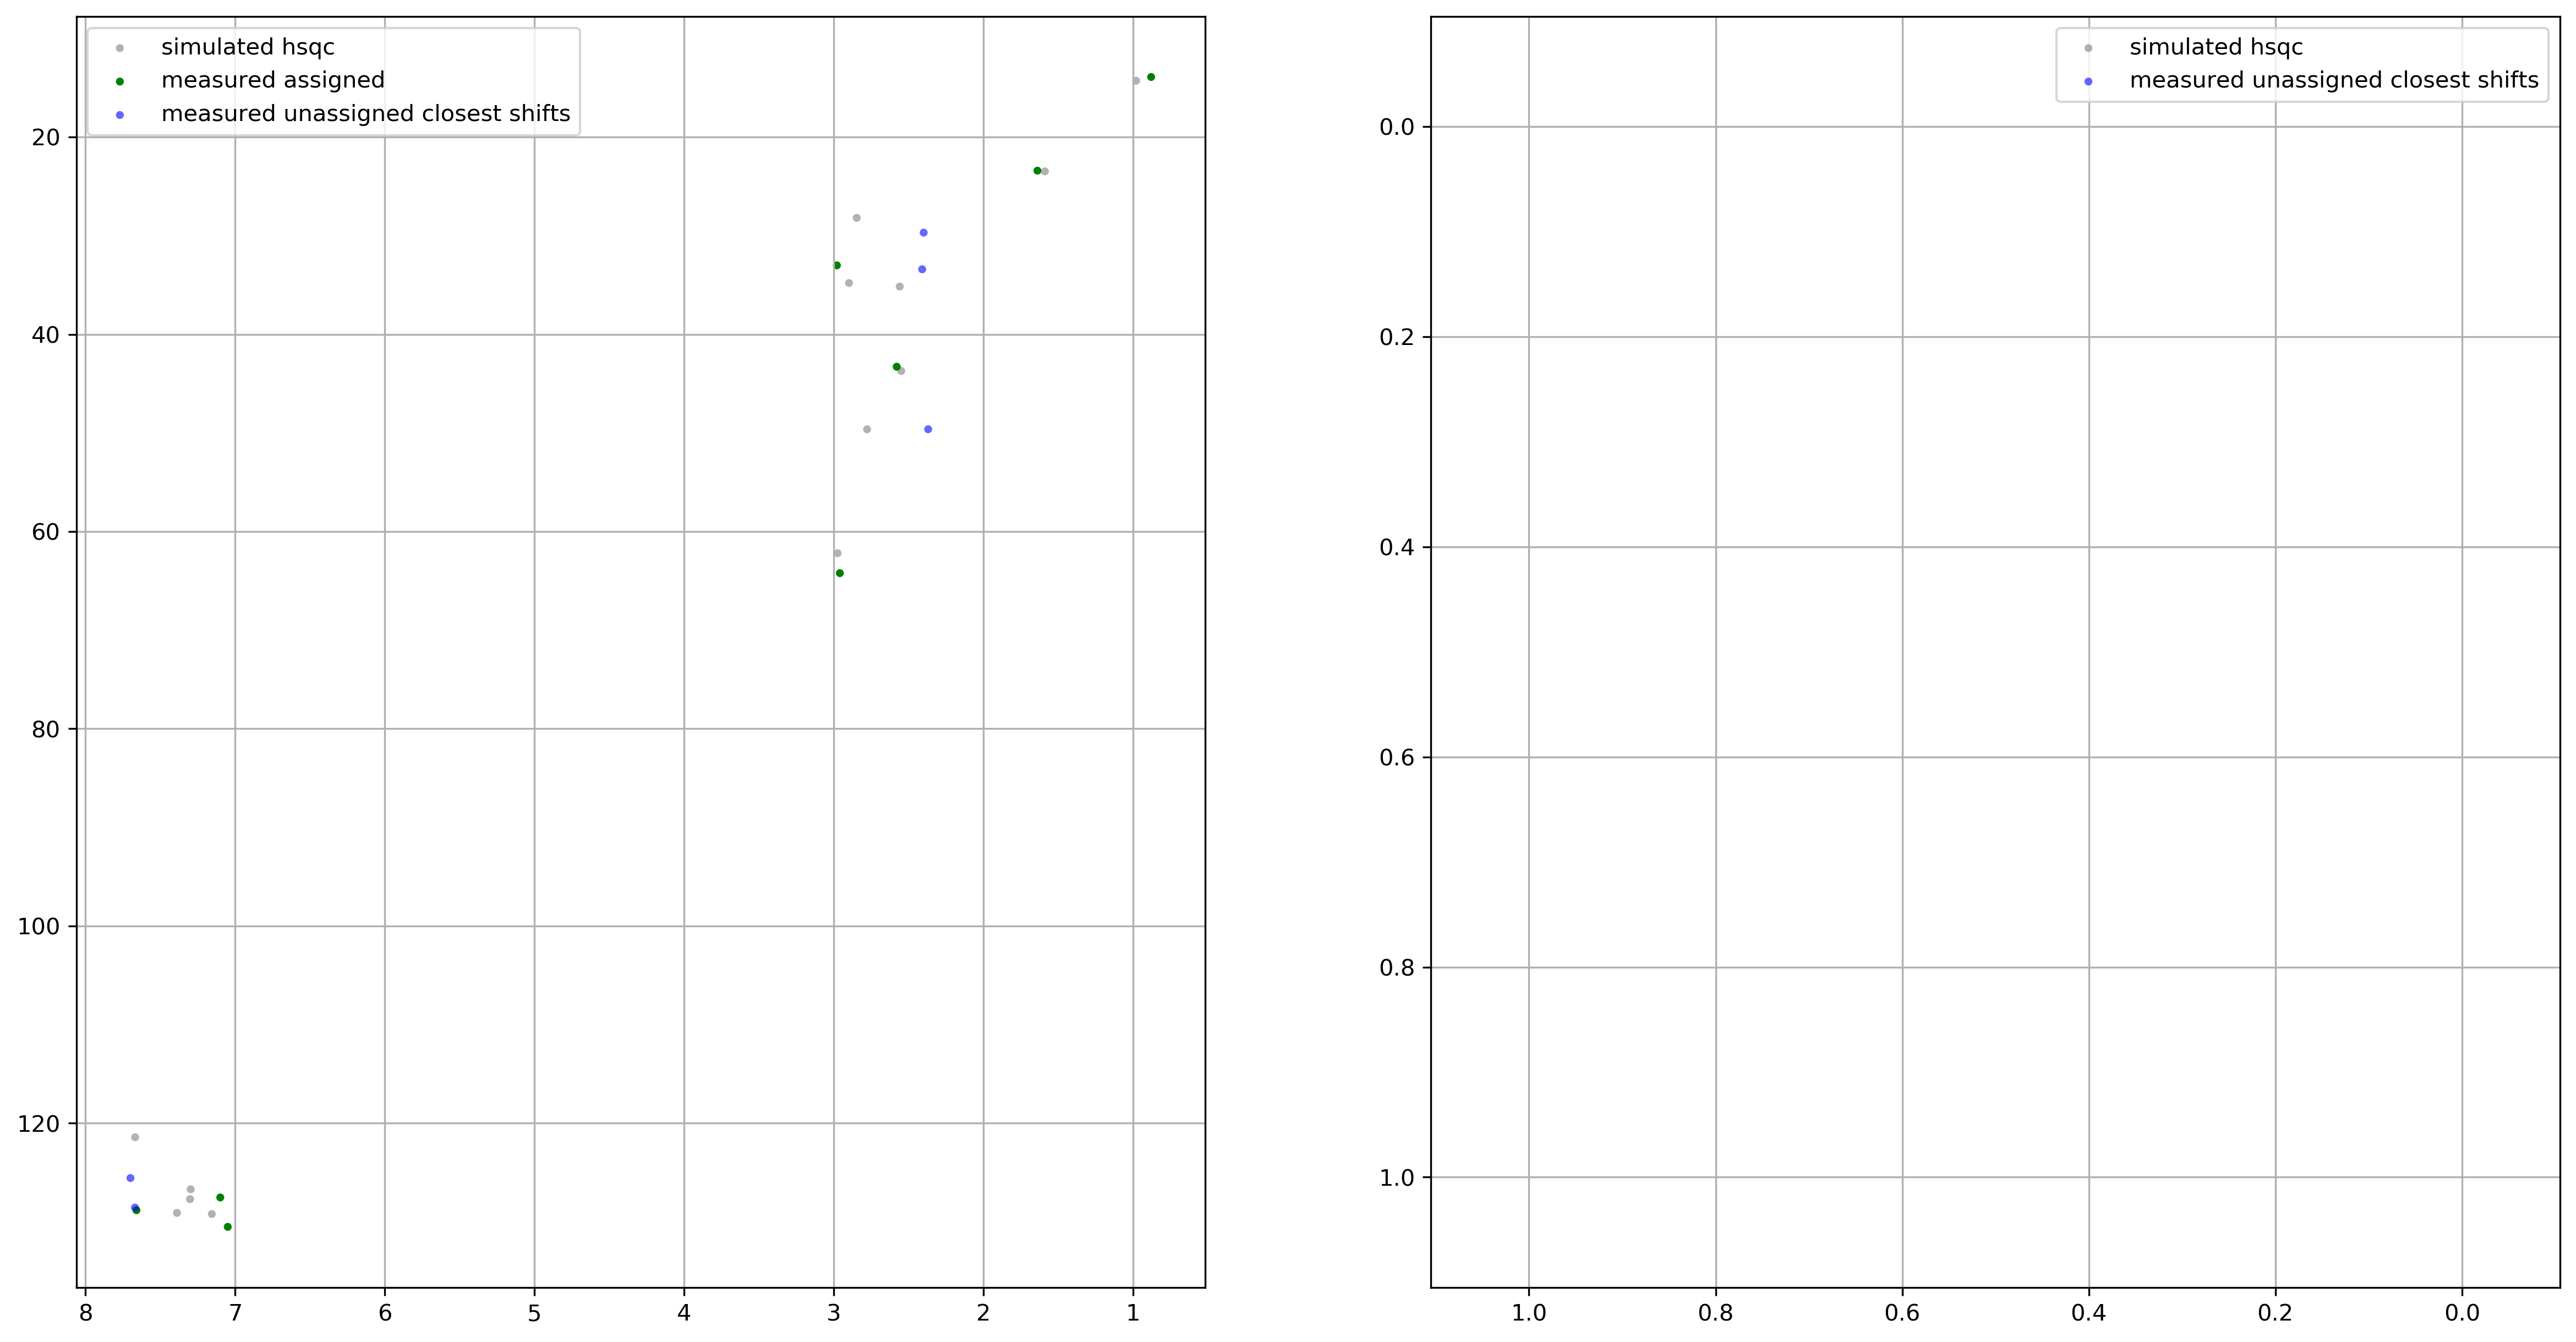 simulated hsqc
measured assigned
measured unassigned closest shifts
20
40
60
80
100
120
8 7 6 5 4 3 2 1
simulated hsqc
measured unassigned closest shifts
0.0
0.2
0.4
0.6
0.8
1.0
1.0 0.8 0.6 0.4 0.2 0.0